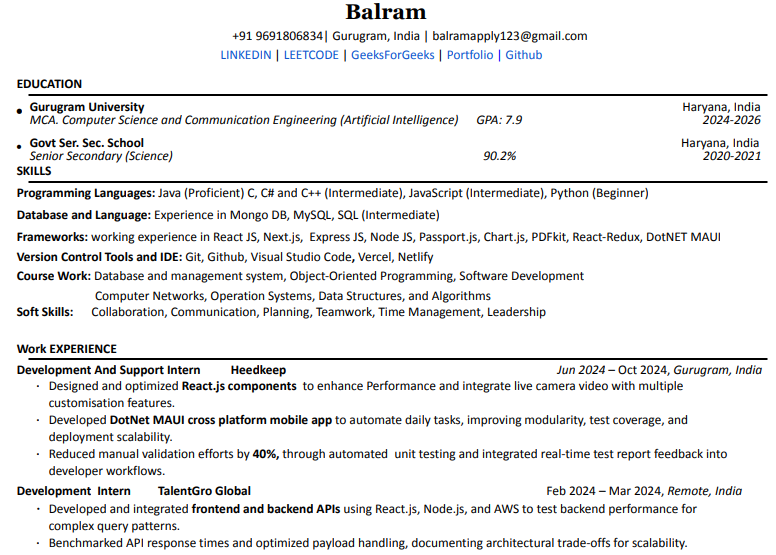 Balram
+91 9691806834| Gurugram, India | balramapply123@gmail.com
LINKEDIN | LEETCODE | GeeksForGeeks | Portfolio | Github
EDUCATION
• Gurugram University Haryana, India
MCA. Computer Science and Communication Engineering (Artificial Intelligence) GPA: 7.9 2024-2026
• Govt Ser. Sec. School Haryana, India
Senior Secondary (Science) 90.2% 2020-2021
SKILLS
Programming Languages: Java (Proficient) C, C# and C++ (Intermediate), JavaScript (Intermediate), Python (Beginner)
Database and Language: Experience in Mongo DB, MySQL, SQL (Intermediate)
Frameworks: working experience in React JS, Next.js, Express JS, Node JS, Passport.js, Chart.js, PDFkit, React-Redux, DotNET MAUI
Version Control Tools and IDE: Git, Github, Visual Studio Code, Vercel, Netlify
Course Work: Database and management system, Object-Oriented Programming, Software Development
Computer Networks, Operation Systems, Data Structures, and Algorithms
Soft Skills: Collaboration, Communication, Planning, Teamwork, Time Management, Leadership
Work EXPERIENCE
Development And Support Intern Heedkeep Jun 2024 – Oct 2024, Gurugram, India
· Designed and optimized React.js components to enhance Performance and integrate live camera video with multiple
customisation features.
· Developed DotNet MAUI cross platform mobile app to automate daily tasks, improving modularity, test coverage, and
deployment scalability.
· Reduced manual validation efforts by 40%, through automated unit testing and integrated real-time test report feedback into
developer workflows.
Development Intern TalentGro Global Feb 2024 – Mar 2024, Remote, India
· Developed and integrated frontend and backend APIs using React.js, Node.js, and AWS to test backend performance for
complex query patterns.
· Benchmarked API response times and optimized payload handling, documenting architectural trade-offs for scalability.